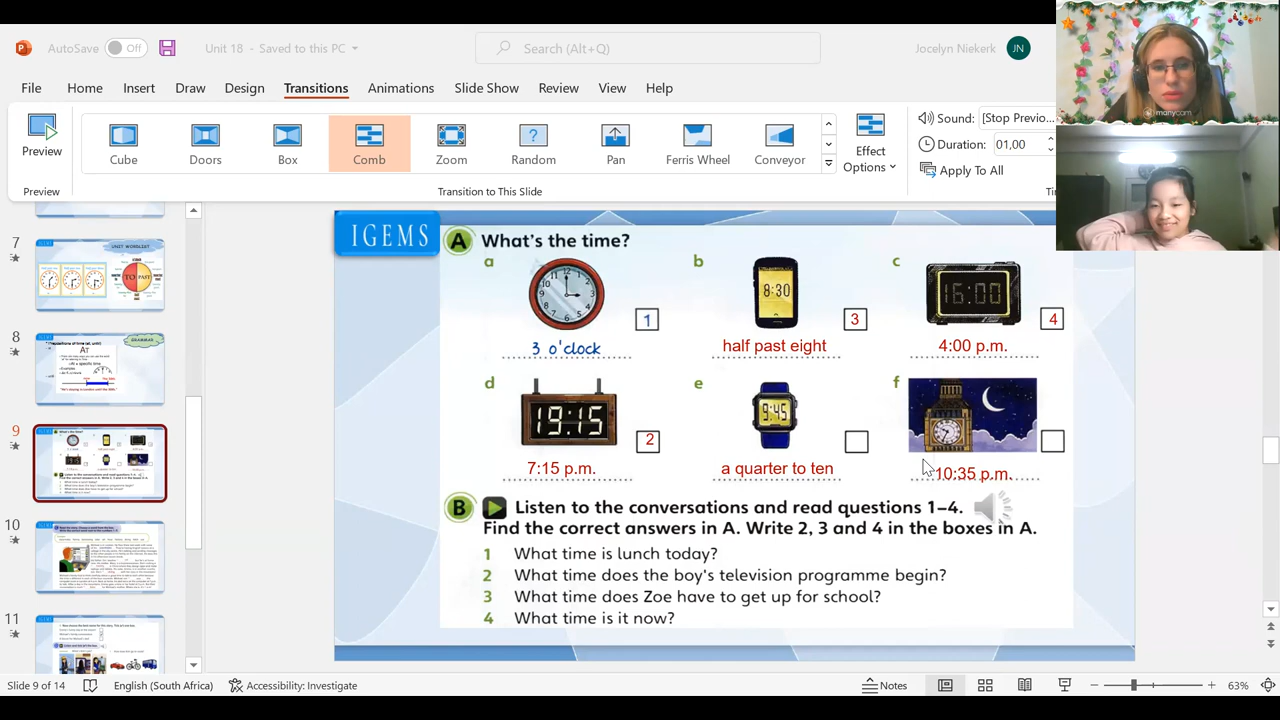 AutoSave Off Unit 18 - Saved to this PC Search (Alt+Q) Jocelyn Niekerk JN
File Home Insert Draw Design Transitions Animations Slide Show Review View Help
Preview Cube Doors Box Comb Zoom Random Pan Ferris Wheel Conveyor Effect Options
Sound: [Stop Previo...
Duration: 01,00
Apply To All
Preview Transition to This Slide
manycam
7
8
9
10
11
IGEMS
A What's the time?
a b c
8:30 16:00
1 3 4
3 o'clock half past eight 4:00 p.m.
d e f
19:15 9:45
2
7:15 p.m. a quarter to ten 10:35 p.m.
B Listen to the conversations and read questions 1–4.
Find the correct answers in A. Write 2, 3 and 4 in the boxes in A.
1 What time is lunch today?
2 What time does the boy's television programme begin?
3 What time does Zoe have to get up for school?
4 What time is it now?
Slide 9 of 14 English (South Africa) Accessibility: Investigate Notes 63%